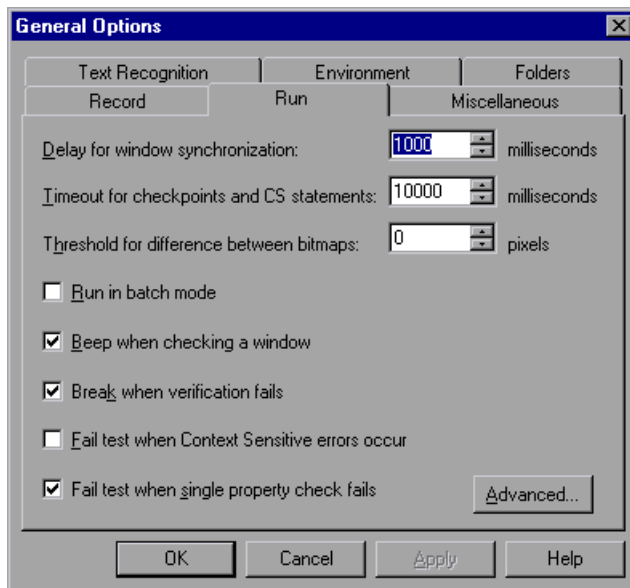 General Options
Text Recognition Environment Folders
Record Run Miscellaneous
Delay for window synchronization: 1000 milliseconds
Timeout for checkpoints and CS statements: 10000 milliseconds
Threshold for difference between bitmaps: 0 pixels
Run in batch mode
Beep when checking a window
Break when verification fails
Fail test when Context Sensitive errors occur
Fail test when single property check fails
Advanced...
OK Cancel Apply Help